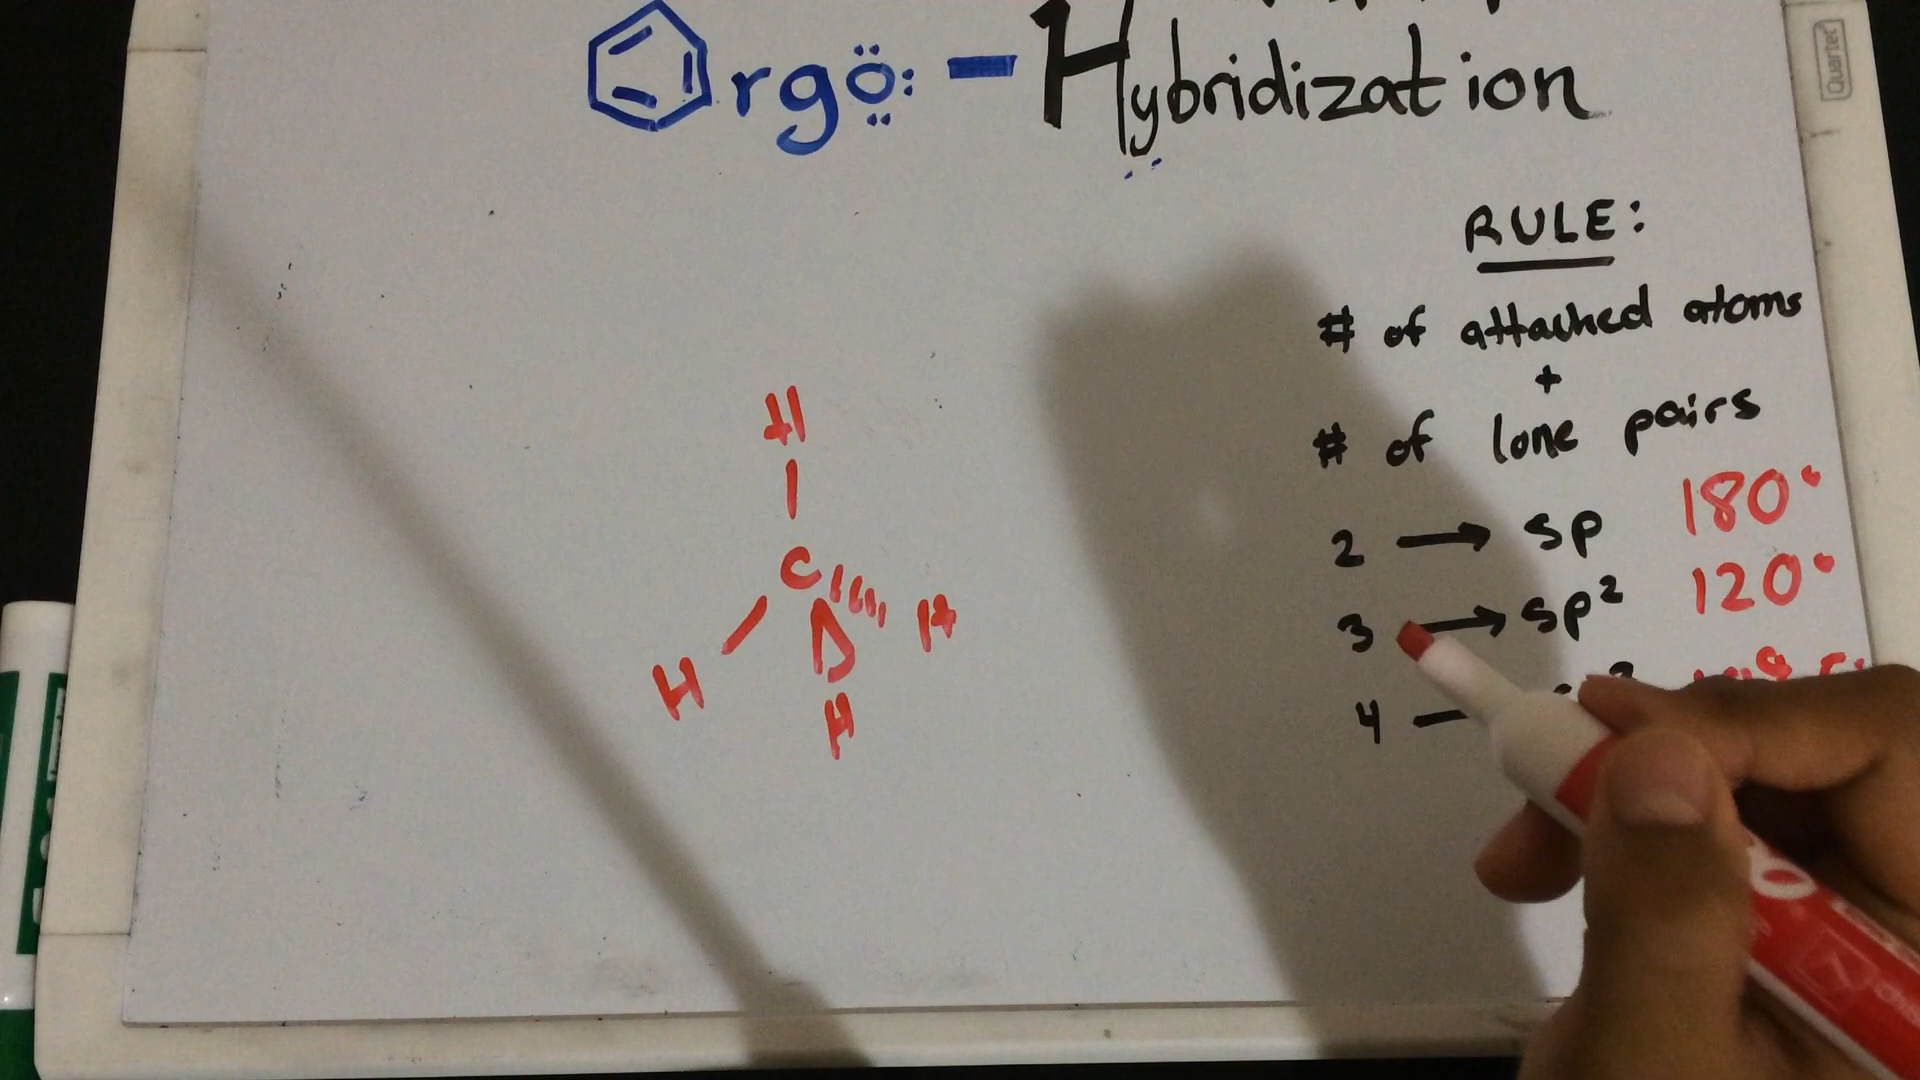 Orgo: - Hybridization
Quartet
RULE:
# of attached atoms
+
# of lone pairs
2 → sp 180°
3 → sp² 120°
4
H
C
H
H
H